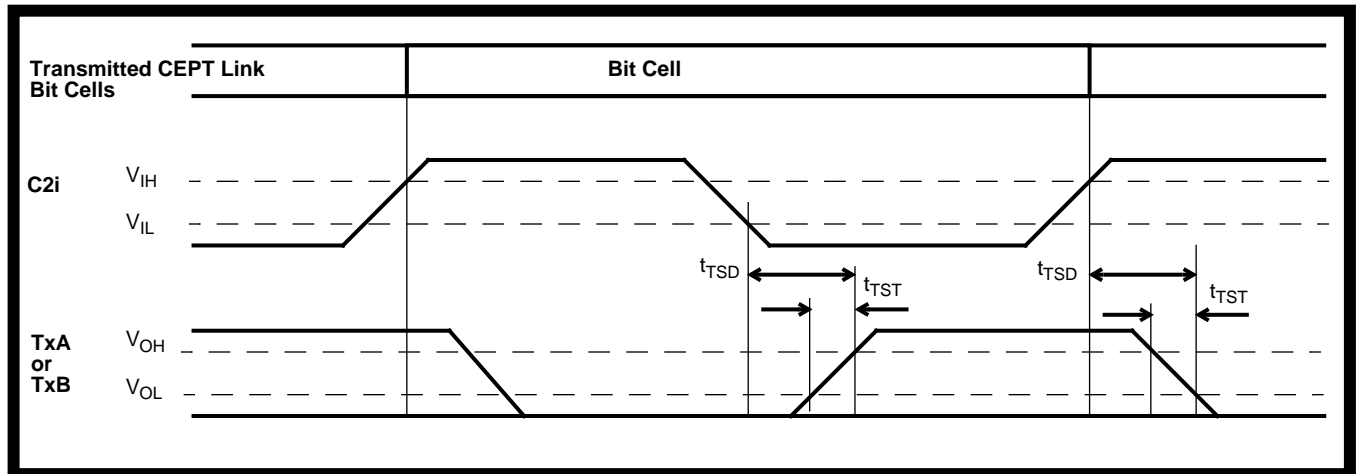 Transmitted CEPT Link
Bit Cells
Bit Cell
C2i
VIH
VIL
tTSD
tTST
tTSD
tTST
TxA
or
TxB
VOH
VOL